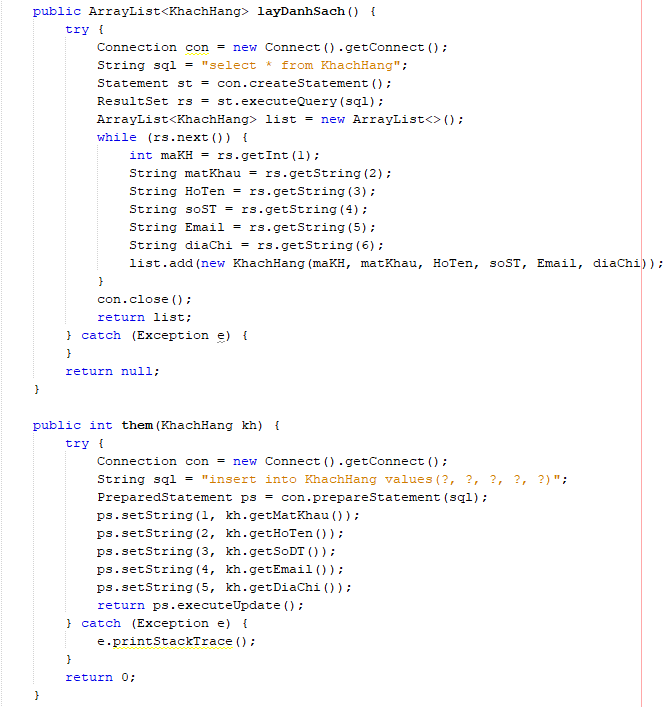 public ArrayList<KhachHang> layDanhSach() {
try {
Connection con = new Connect().getConnect();
String sql = "select * from KhachHang";
Statement st = con.createStatement();
ResultSet rs = st.executeQuery(sql);
ArrayList<KhachHang> list = new ArrayList<>();
while (rs.next()) {
int maKH = rs.getInt(1);
String matKhau = rs.getString(2);
String HoTen = rs.getString(3);
String soST = rs.getString(4);
String Email = rs.getString(5);
String diaChi = rs.getString(6);
list.add(new KhachHang(maKH, matKhau, HoTen, soST, Email, diaChi));
}
con.close();
return list;
} catch (Exception e) {
}
return null;
}
public int them(KhachHang kh) {
try {
Connection con = new Connect().getConnect();
String sql = "insert into KhachHang values(?, ?, ?, ?, ?)";
PreparedStatement ps = con.prepareStatement(sql);
ps.setString(1, kh.getMatKhau());
ps.setString(2, kh.getHoTen());
ps.setString(3, kh.getSoDT());
ps.setString(4, kh.getEmail());
ps.setString(5, kh.getDiaChi());
return ps.executeUpdate();
} catch (Exception e) {
e.printStackTrace();
}
return 0;
}